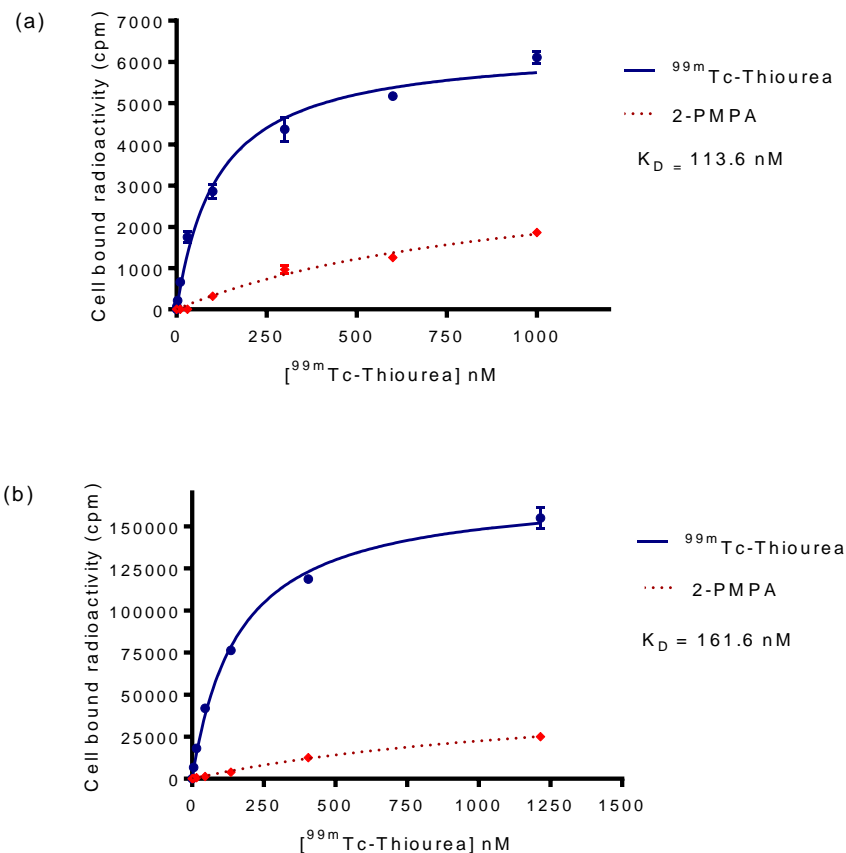 (a)
Cell bound radioactivity (cpm)
7000
6000
5000
4000
3000
2000
1000
0
0 250 500 750 1000
[⁹⁹ᵐTc-Thiourea] nM
⁹⁹ᵐTc-Thiourea
2-PMPA
K_D = 113.6 nM
(b)
Cell bound radioactivity (cpm)
150000
125000
100000
75000
50000
25000
0
0 250 500 750 1000 1250 1500
[⁹⁹ᵐTc-Thiourea] nM
⁹⁹ᵐTc-Thiourea
2-PMPA
K_D = 161.6 nM